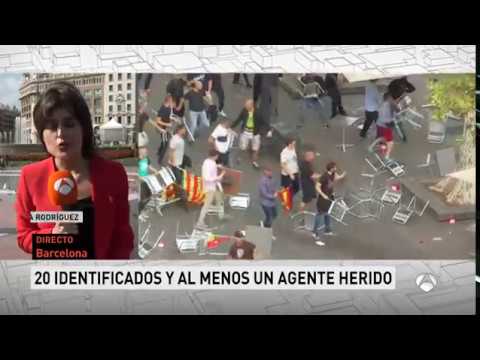 A RODRÍGUEZ
DIRECTO
Barcelona
20 IDENTIFICADOS Y AL MENOS UN AGENTE HERIDO